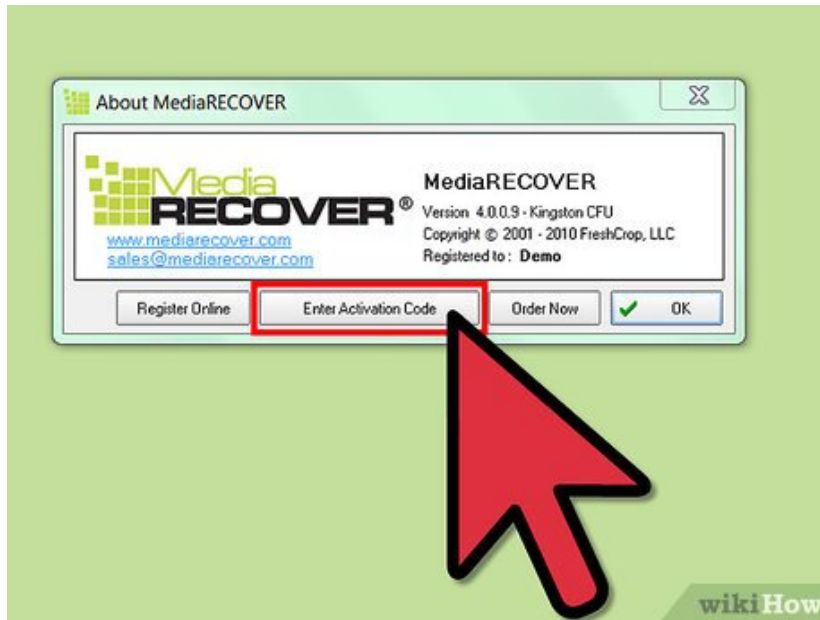 About MediaRECOVER
Media
RECOVER®
www.mediarecover.com
sales@mediarecover.com
MediaRECOVER
Version 4.0.0.9 - Kingston CFU
Copyright © 2001 - 2010 FreshCrop, LLC
Registered to : Demo
Register Online
Enter Activation Code
Order Now
OK
wikiHow